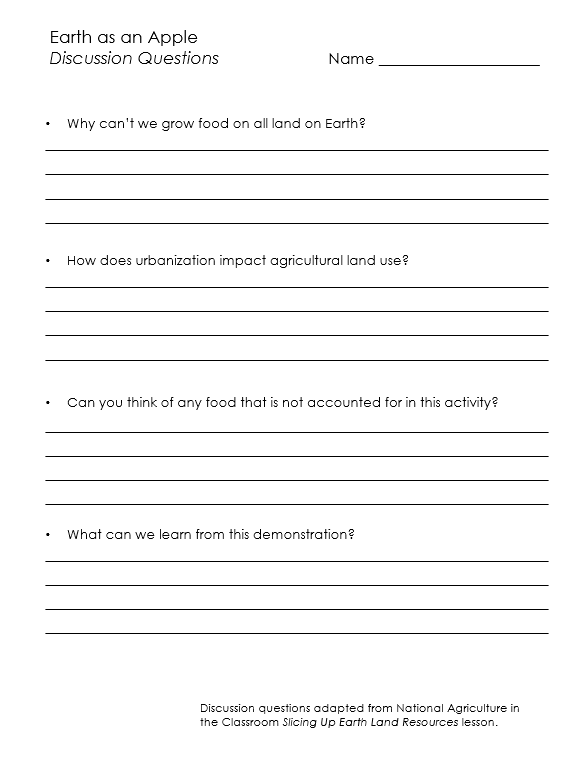 Earth as an Apple
Discussion Questions
Name
• Why can't we grow food on all land on Earth?
• How does urbanization impact agricultural land use?
• Can you think of any food that is not accounted for in this activity?
• What can we learn from this demonstration?
Discussion questions adapted from National Agriculture in
the Classroom Slicing Up Earth Land Resources lesson.